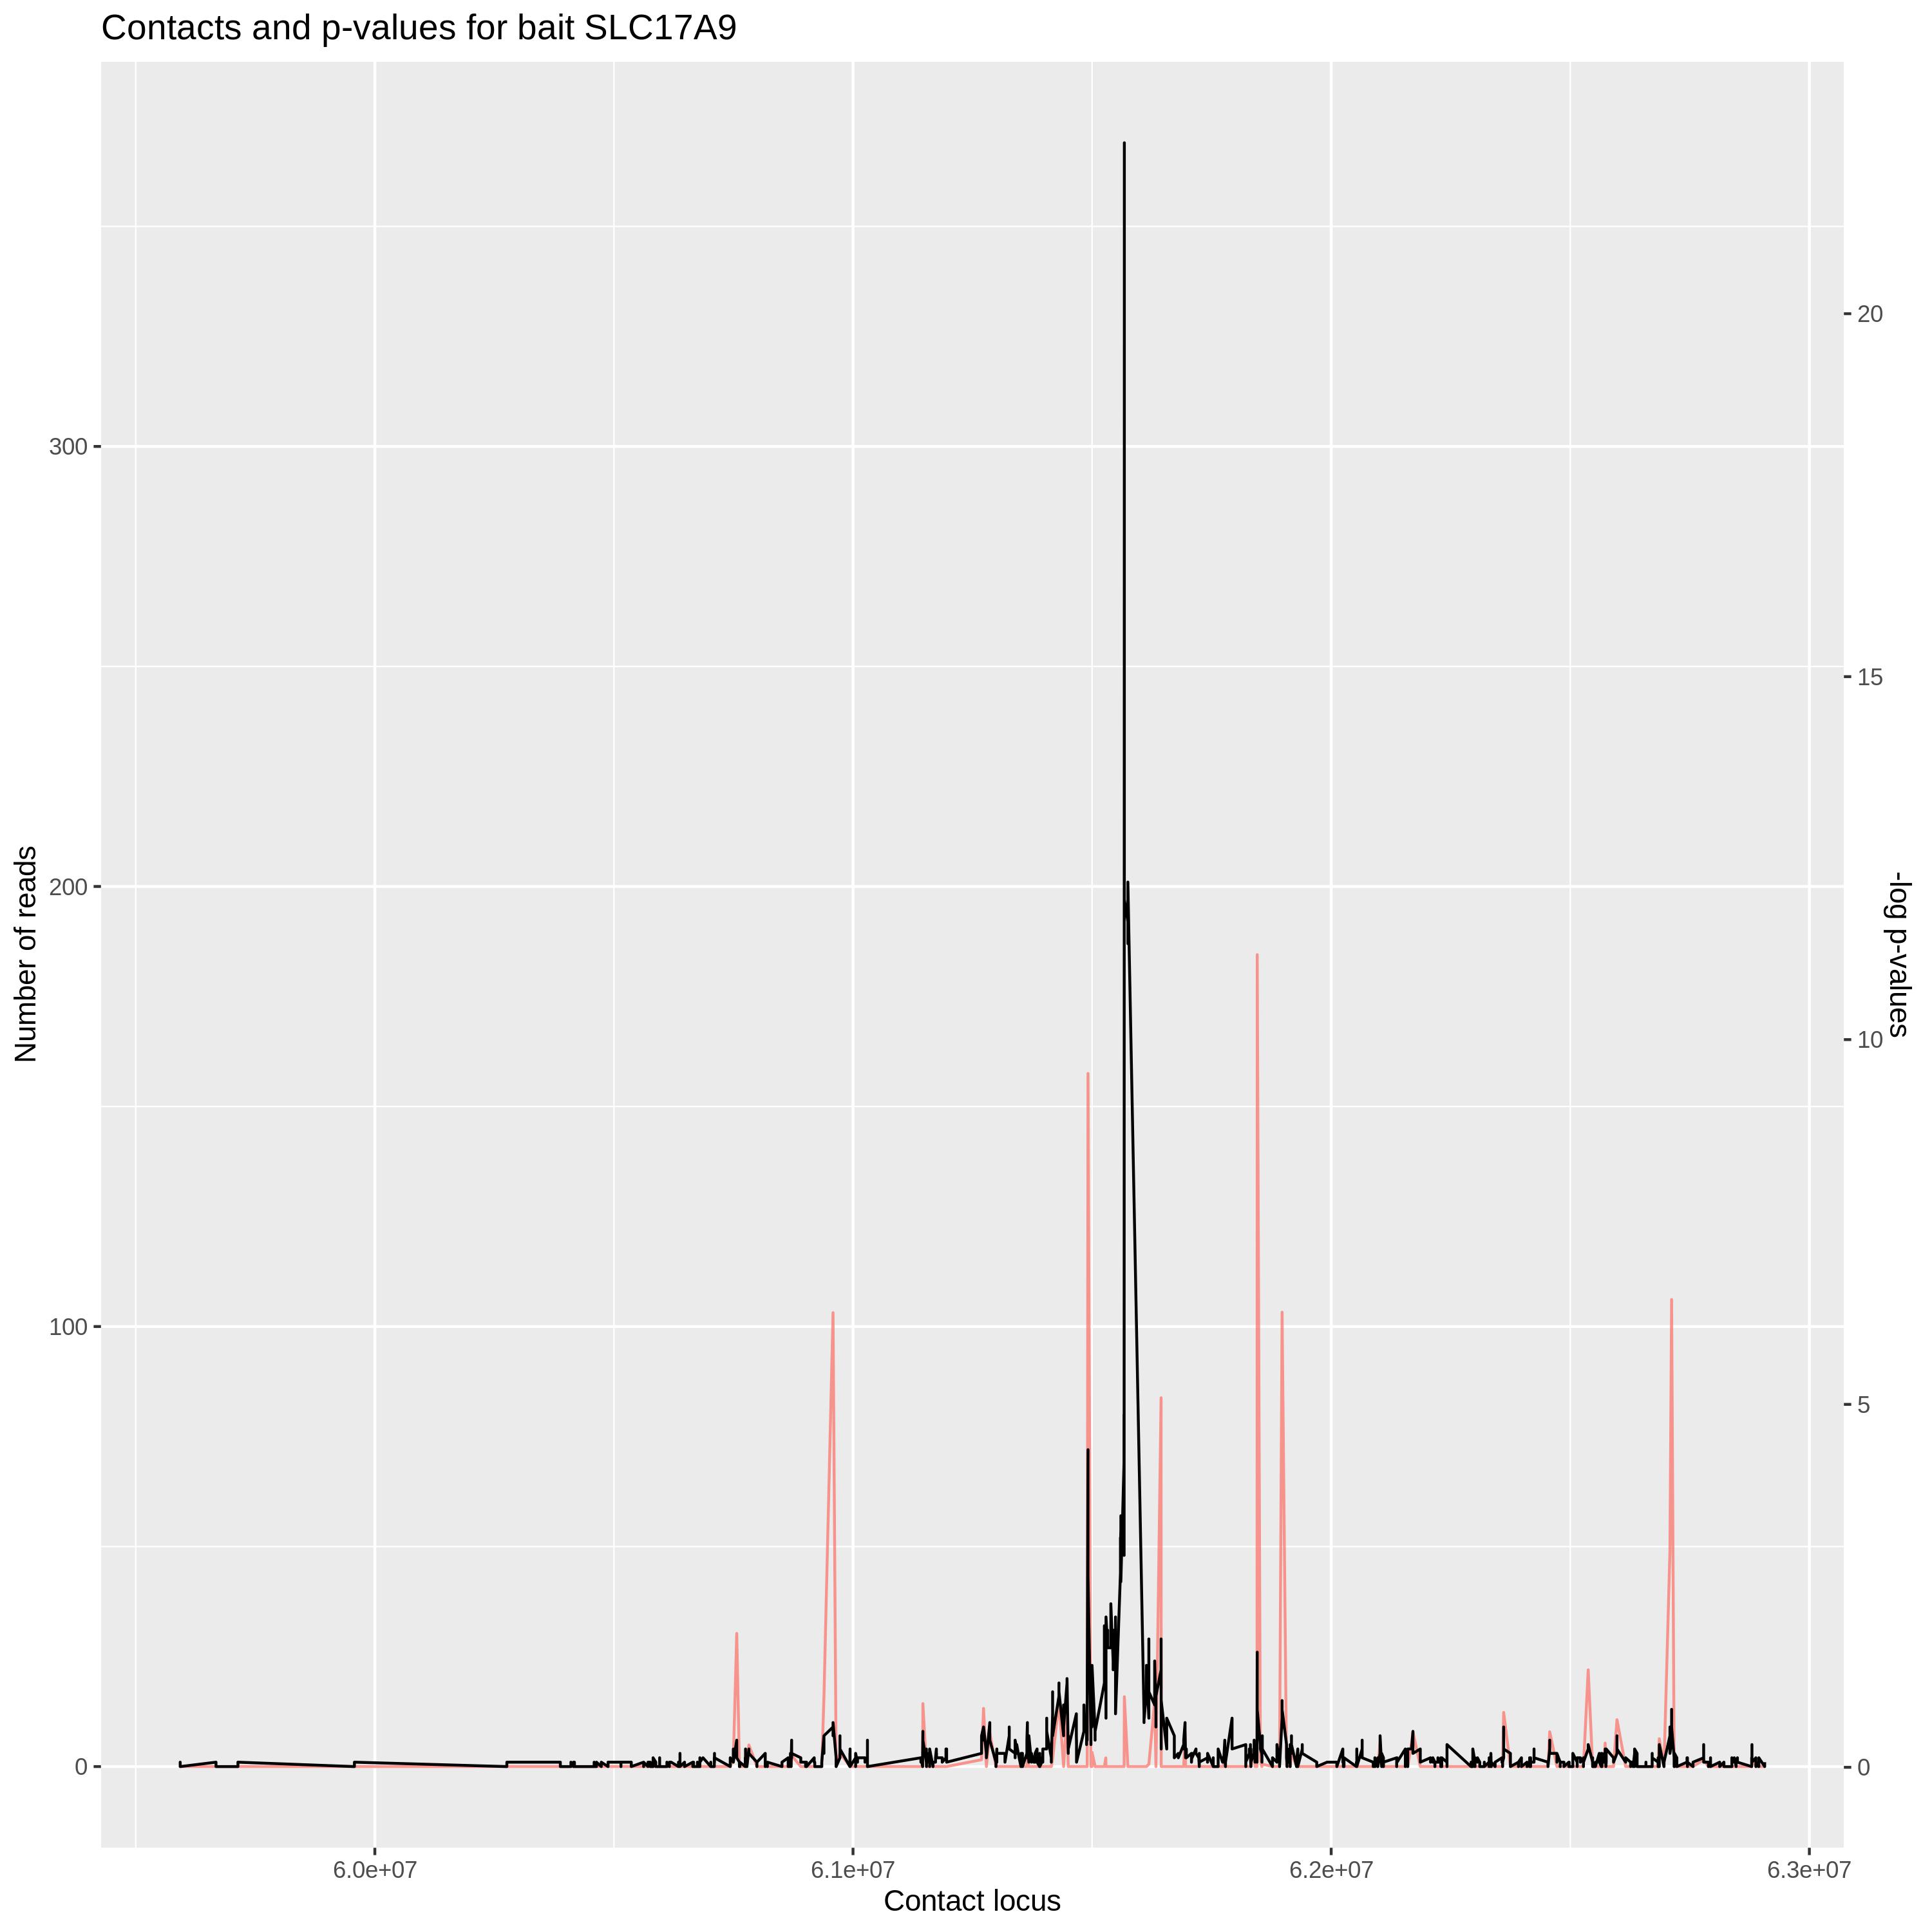 Contacts and p-values for bait SLC17A9
Number of reads
300
200
100
0
20
15
10
5
0
-log p-values
6.0e+07
6.1e+07
6.2e+07
6.3e+07
Contact locus